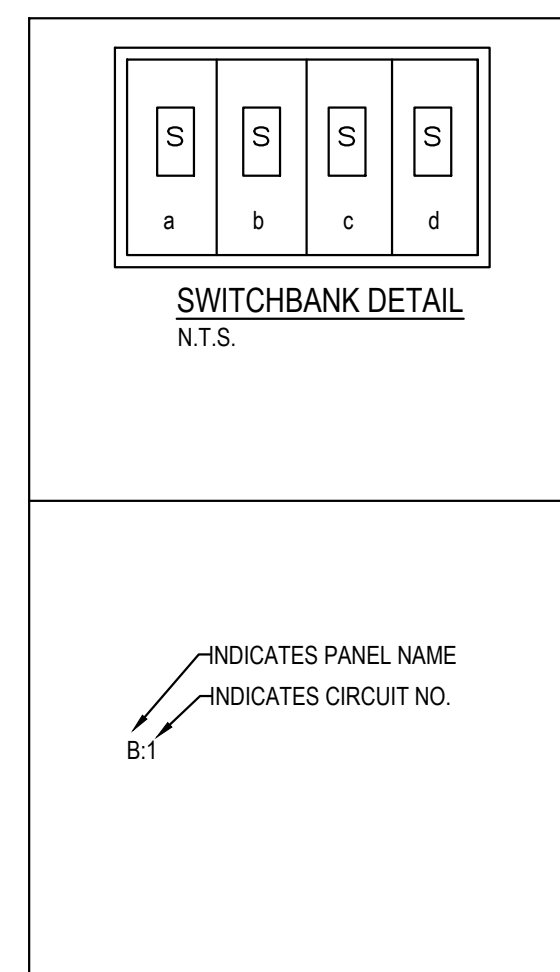 S S S S
a b c d
SWITCHBANK DETAIL
N.T.S.
INDICATES PANEL NAME
INDICATES CIRCUIT NO.
B:1